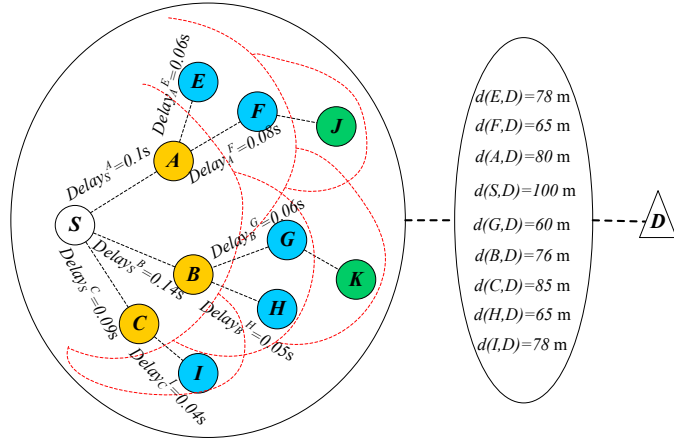 E
F
J
A
S
G
B
K
H
C
I
Delay_A^E=0.06s
Delay_S^A=0.1s
Delay_A^F=0.08s
Delay_B^G=0.06s
Delay_S^B=0.14s
Delay_S^C=0.09s
Delay_B^H=0.05s
Delay_C^I=0.04s
d(E,D)=78 m
d(F,D)=65 m
d(A,D)=80 m
d(S,D)=100 m
d(G,D)=60 m
d(B,D)=76 m
d(C,D)=85 m
d(H,D)=65 m
d(I,D)=78 m
D